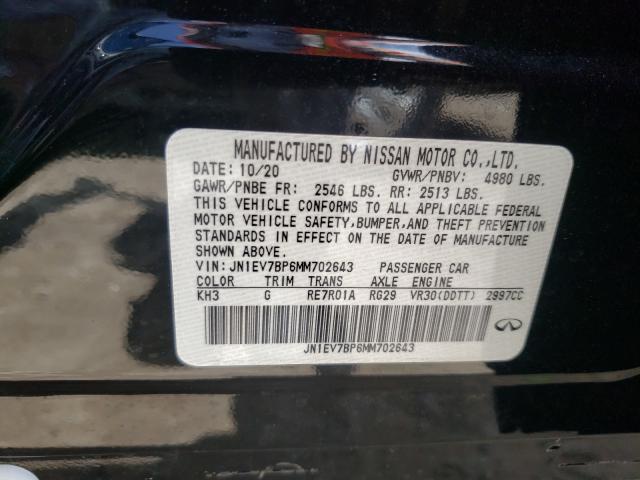 MANUFACTURED BY NISSAN MOTOR CO.,LTD.
DATE: 10/20 GVWR/PNBV: 4980 LBS.
GAWR/PNBE FR: 2546 LBS. RR: 2513 LBS.
THIS VEHICLE CONFORMS TO ALL APPLICABLE FEDERAL
MOTOR VEHICLE SAFETY,BUMPER,AND THEFT PREVENTION
STANDARDS IN EFFECT ON THE DATE OF MANUFACTURE
SHOWN ABOVE.
VIN: JN1EV7BP6MM702643 PASSENGER CAR
COLOR TRIM TRANS AXLE ENGINE
KH3 G RE7R01A RG29 VR30(DDTT) 2997CC
JN1EV7BP6MM702643